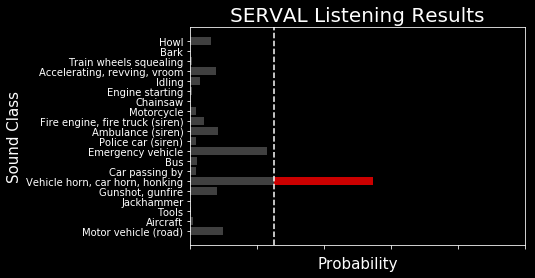 SERVAL Listening Results
Sound Class
Howl
Bark
Train wheels squealing
Accelerating, revving, vroom
Idling
Engine starting
Chainsaw
Motorcycle
Fire engine, fire truck (siren)
Ambulance (siren)
Police car (siren)
Emergency vehicle
Bus
Car passing by
Vehicle horn, car horn, honking
Gunshot, gunfire
Jackhammer
Tools
Aircraft
Motor vehicle (road)
Probability